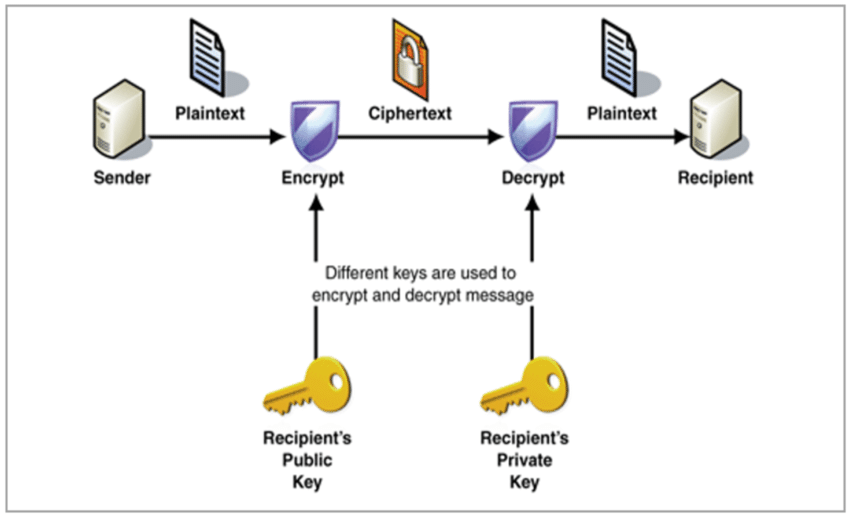 Plaintext
Ciphertext
Plaintext
Sender
Encrypt
Decrypt
Recipient
Different keys are used to
encrypt and decrypt message
Recipient's
Public
Key
Recipient's
Private
Key